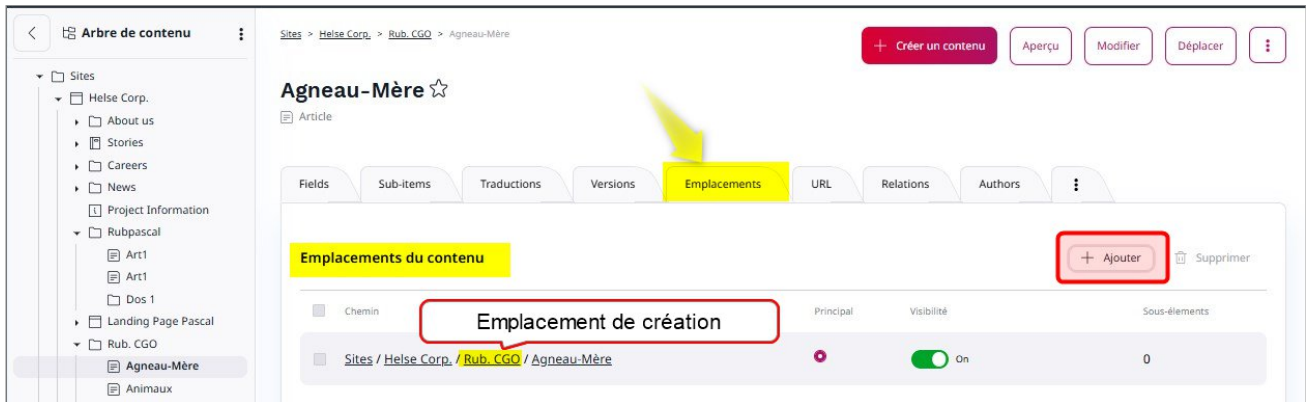 Arbre de contenu
Sites
Helse Corp.
About us
Stories
Careers
News
Project Information
Rubpascal
Art1
Art1
Dos 1
Landing Page Pascal
Rub. CGO
Agneau-Mère
Animaux
Sites > Helse Corp. > Rub. CGO > Agneau-Mère
+ Créer un contenu Aperçu Modifier Déplacer
Agneau-Mère
Article
Fields Sub-items Traductions Versions Emplacements URL Relations Authors
Emplacements du contenu
+ Ajouter Supprimer
Chemin Principal Visibilité Sous-élements
Emplacement de création
Sites / Helse Corp. / Rub. CGO / Agneau-Mère On 0